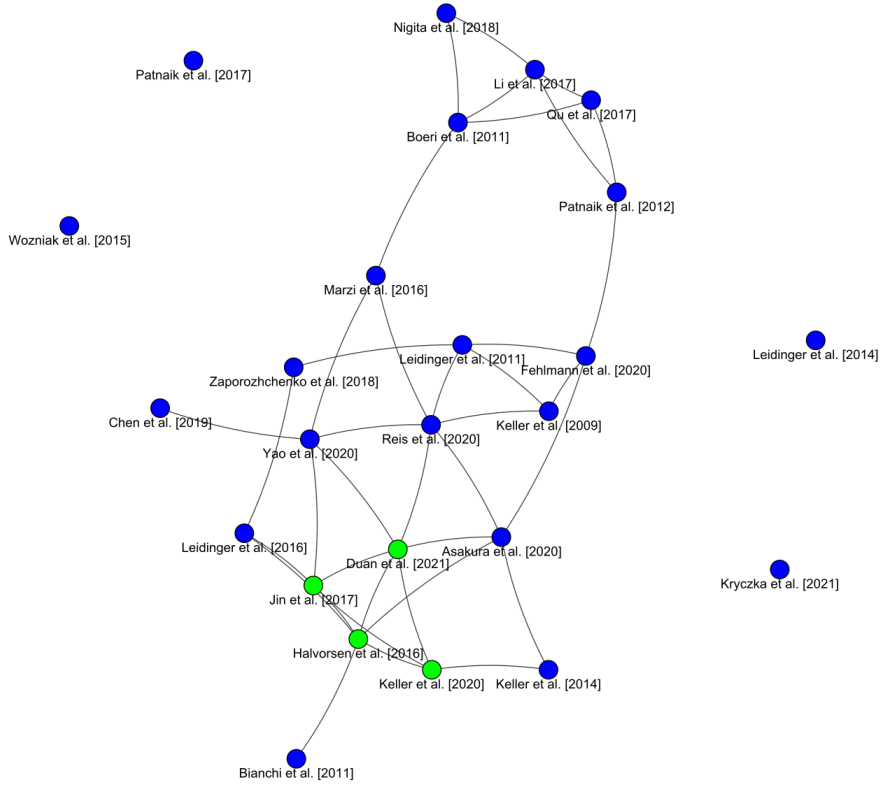 Nigita et al. [2018]
Patnaik et al. [2017]
Li et al. [2017]
Qu et al. [2017]
Boeri et al. [2011]
Patnaik et al. [2012]
Wozniak et al. [2015]
Marzi et al. [2016]
Leidinger et al. [2014]
Leidinger et al. [2011]
Fehlmann et al. [2020]
Zaporozhchenko et al. [2018]
Chen et al. [2019]
Keller et al. [2009]
Reis et al. [2020]
Yao et al. [2020]
Leidinger et al. [2016]
Asakura et al. [2020]
Duan et al. [2021]
Kryczka et al. [2021]
Jin et al. [2017]
Halvorsen et al. [2016]
Keller et al. [2020]
Keller et al. [2014]
Bianchi et al. [2011]